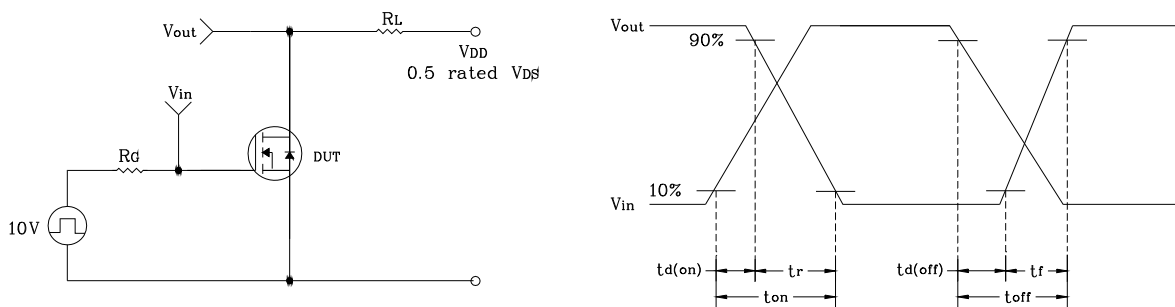 Vout
RL
VDD
0.5 rated VDS
Vin
RG
DUT
10V
Vout
90%
10%
Vin
td(on)
tr
td(off)
tf
ton
toff